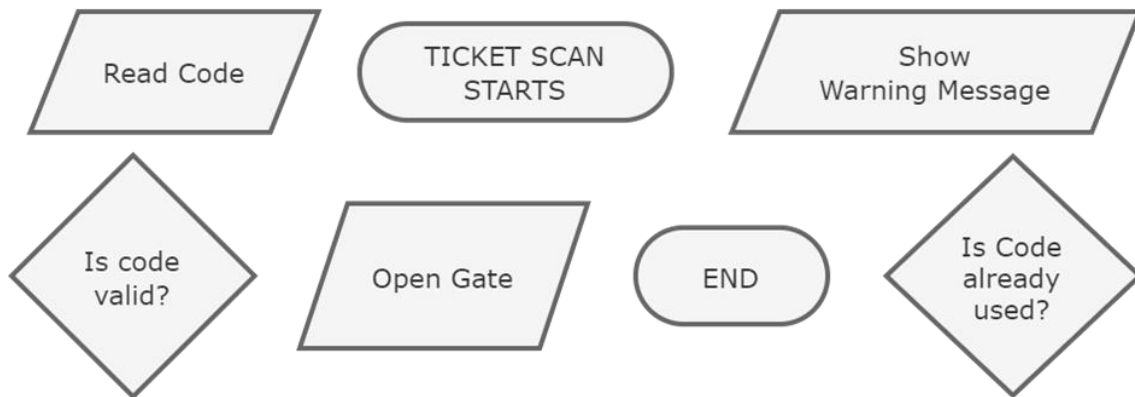 Read Code
TICKET SCAN
STARTS
Show
Warning Message
Is code
valid?
Open Gate
END
Is Code
already
used?